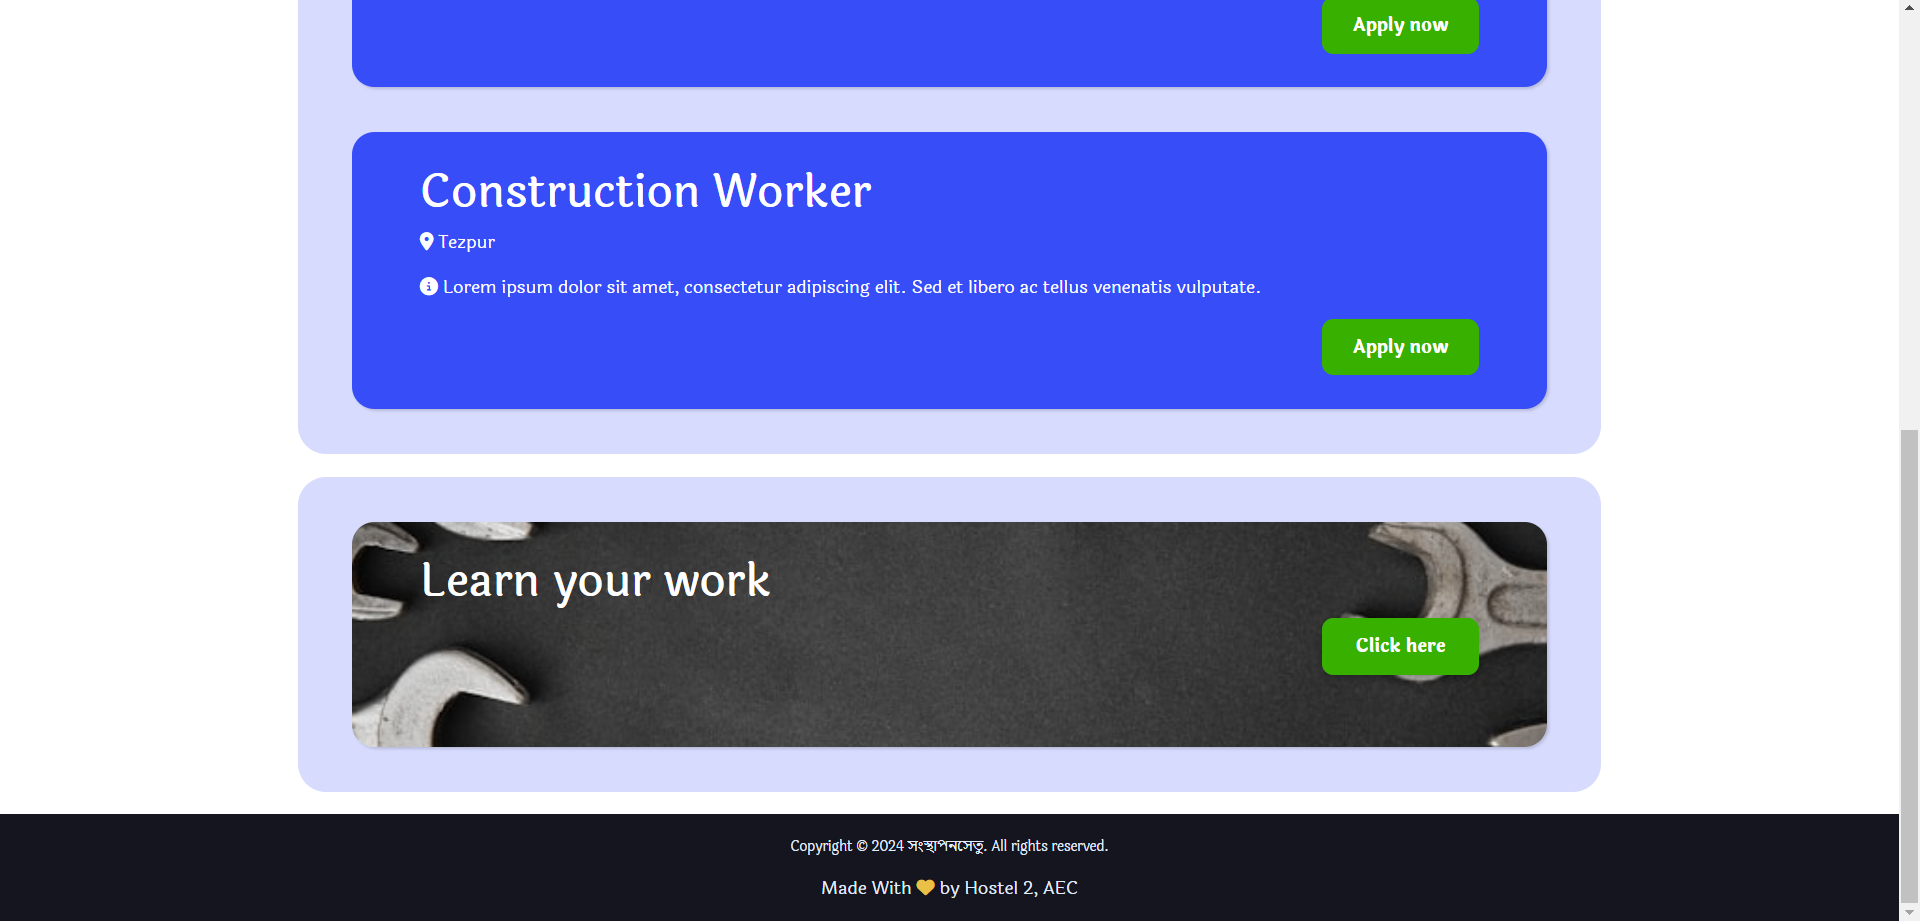 Apply now
Construction Worker
Tezpur
Lorem ipsum dolor sit amet, consectetur adipiscing elit. Sed et libero ac tellus venenatis vulputate.
Apply now
Learn your work
Click here
Copyright © 2024 সংস্থাপনসেতু. All rights reserved.
Made With 💛 by Hostel 2, AEC